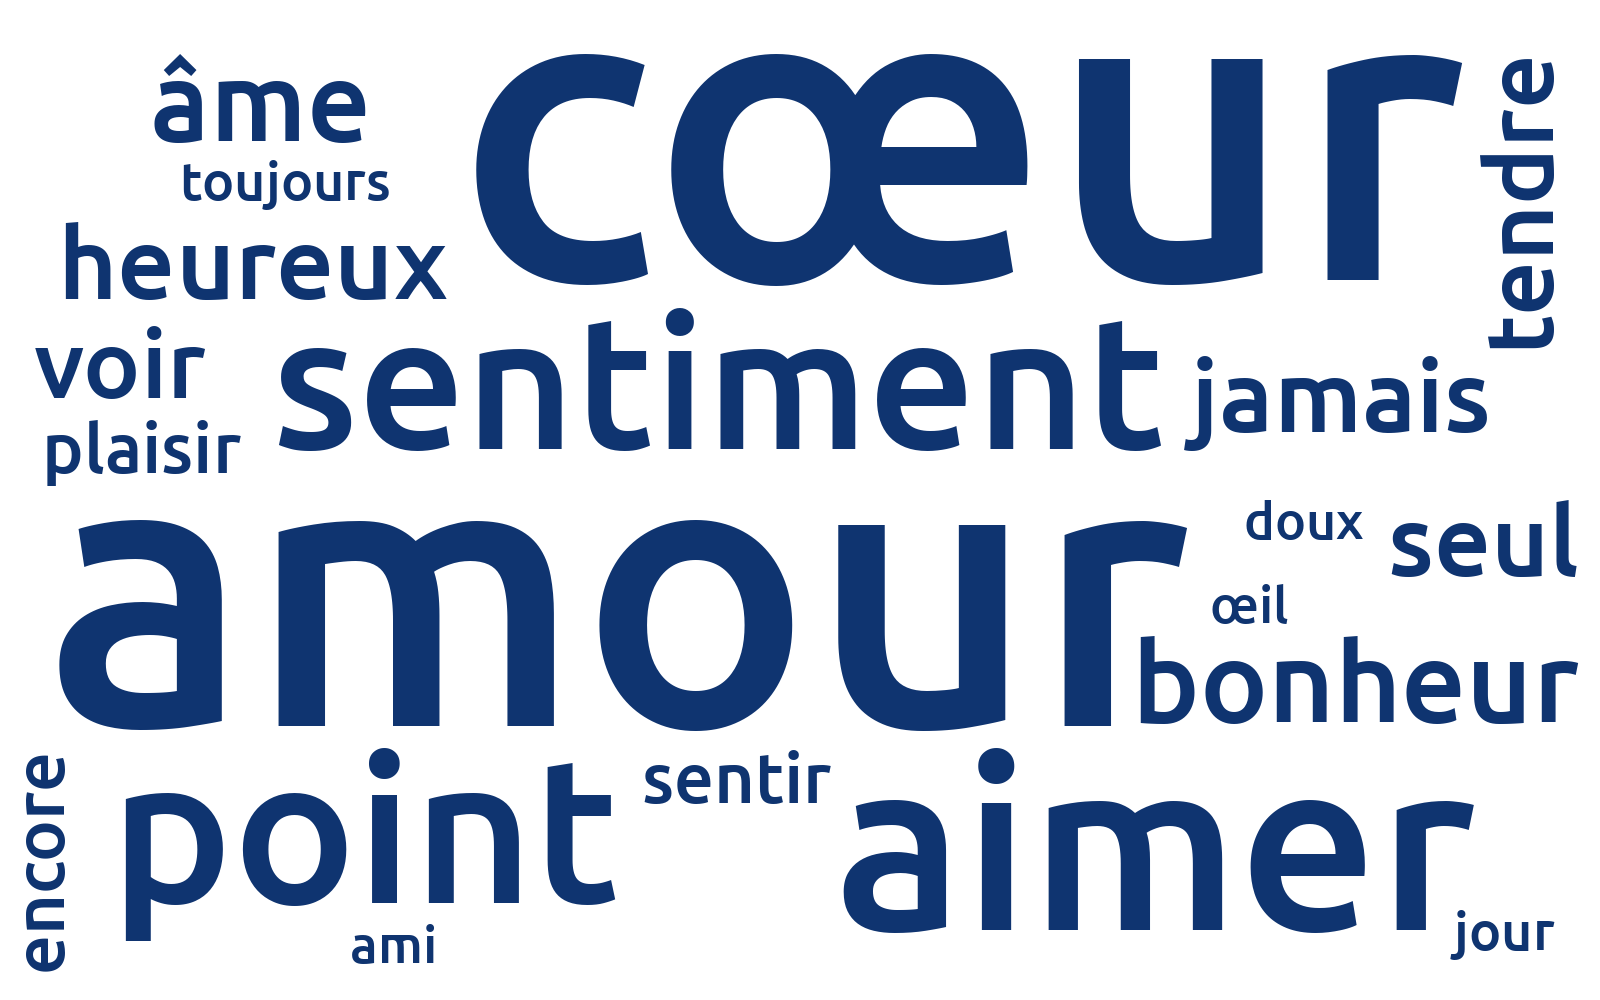 âme
cœur
tendre
toujours
heureux
voir
sentiment
jamais
plaisir
amour
doux
seul
œil
bonheur
encore
point
sentir
aimer
ami
jour